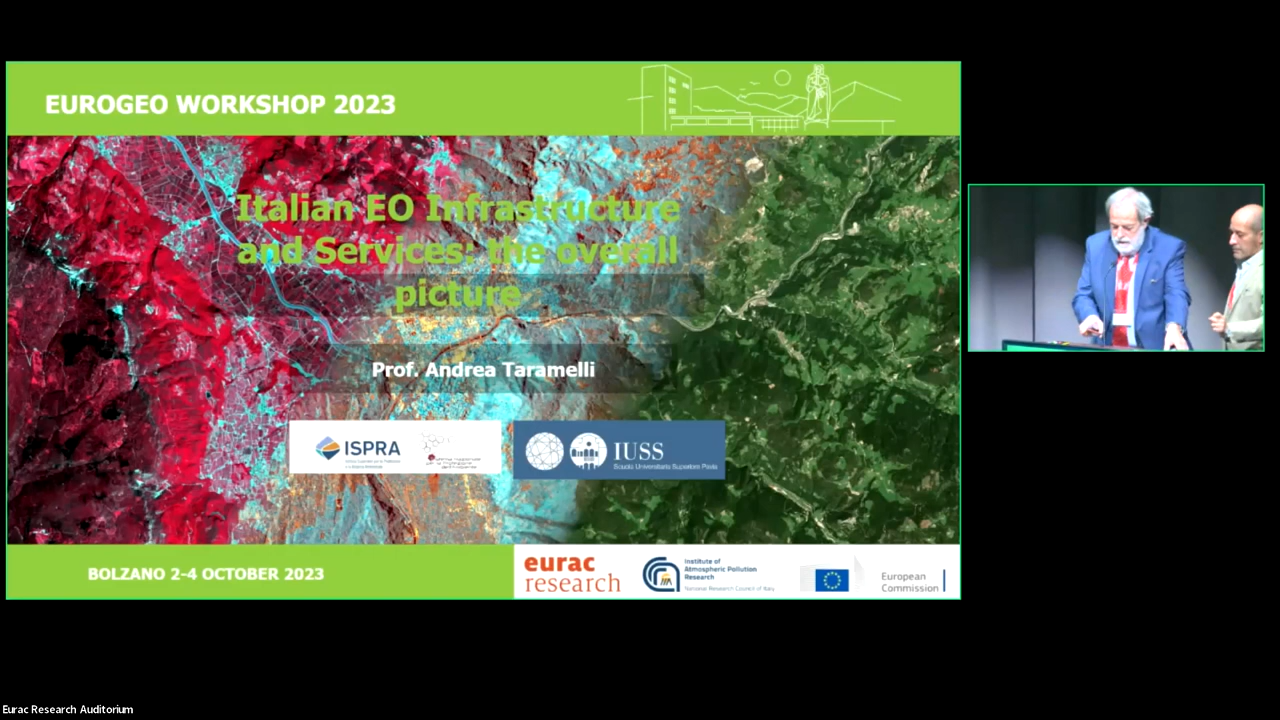 EUROGEO WORKSHOP 2023
Italian EO Infrastructure
and Services: the overall
picture
Prof. Andrea Taramelli
ISPRA
IUSS
Scuola Universitaria Superiore Pavia
BOLZANO 2-4 OCTOBER 2023
eurac
research
Institute of
Atmospheric Pollution
Research
National Research Council of Italy
European
Commission
Eurac Research Auditorium